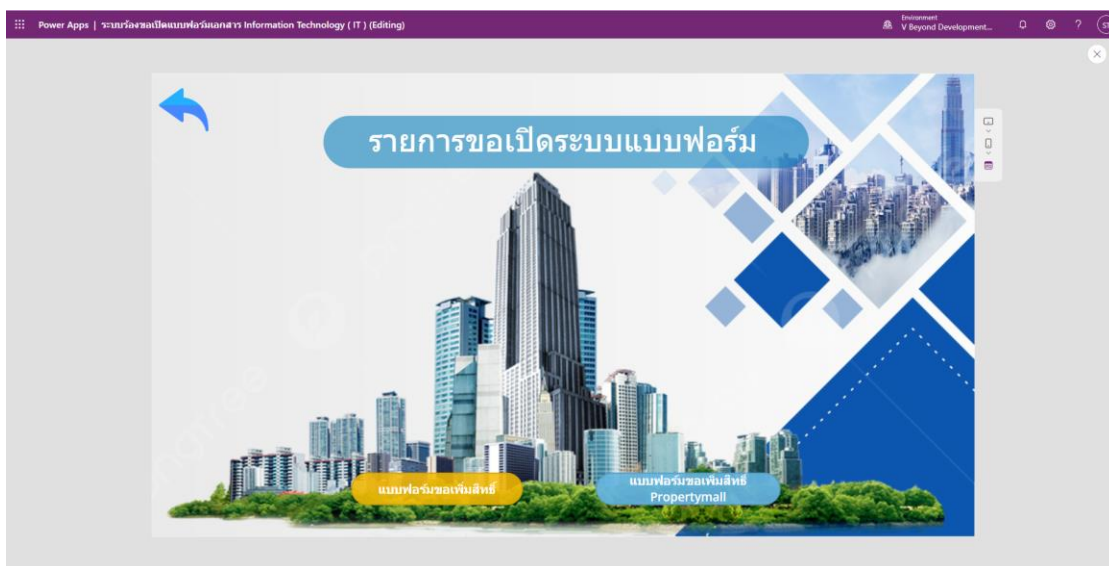 Power Apps | ระบบร้องขอเปิดแบบฟอร์มเอกสาร Information Technology ( IT ) (Editing)
Environment
V Beyond Development...
?
ST
รายการขอเปิดระบบแบบฟอร์ม
แบบฟอร์มขอเพิ่มสิทธิ์
แบบฟอร์มขอเพิ่มสิทธิ์
Propertymall